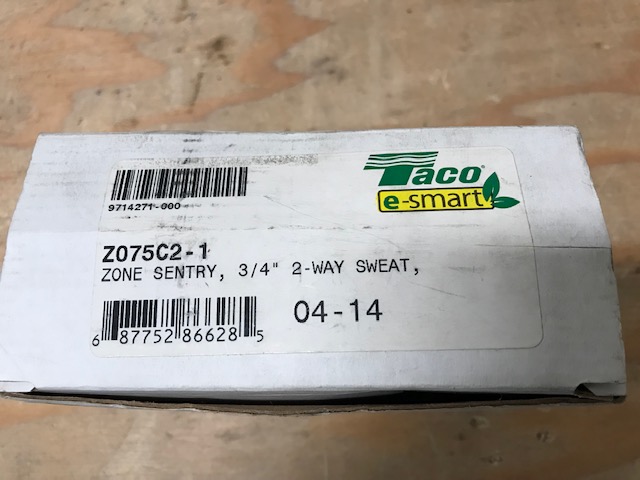 Taco®
e-smart
9714271-000
Z075C2-1
ZONE SENTRY, 3/4" 2-WAY SWEAT,
6 87752 86628 5
04-14